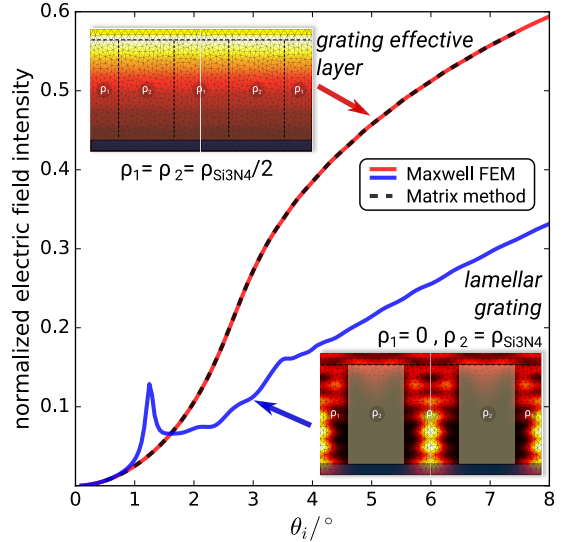 0.6
0.5
0.4
0.3
0.2
0.1
0
1
2
3
4
5
6
7
8
normalized electric field intensity
θi/°
grating effective
layer
ρ1 ρ2 ρ1 ρ2 ρ1
ρ1= ρ2= ρSi3N4/2
Maxwell FEM
Matrix method
lamellar
grating
ρ1= 0 , ρ2 = ρSi3N4
ρ1 ρ2 ρ1 ρ2 ρ1